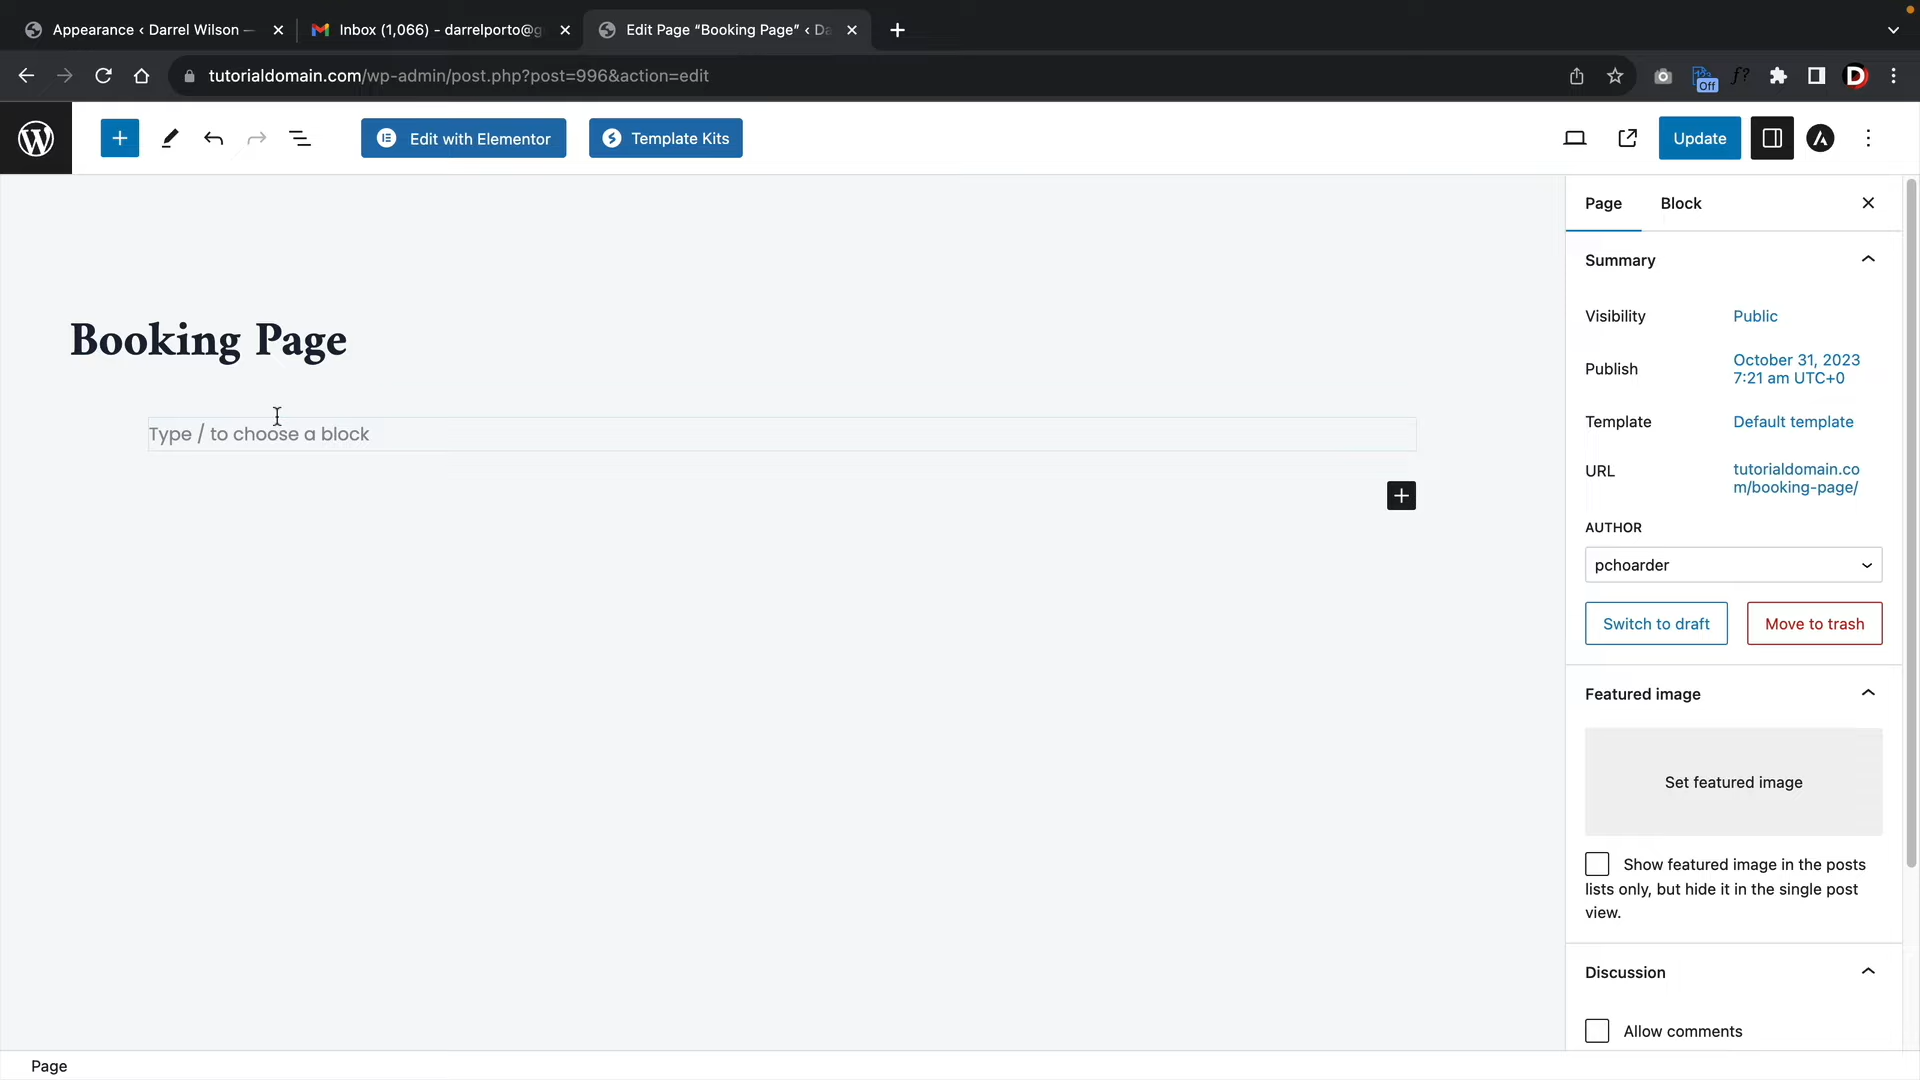 Appearance ‹ Darrel Wilson —
Inbox (1,066) - darrelporto@g
Edit Page “Booking Page” ‹ Da
tutorialdomain.com/wp-admin/post.php?post=996&action=edit
Off
f?
D
Edit with Elementor
Template Kits
Update
Page
Block
Summary
Visibility
Public
Publish
October 31, 2023
7:21 am UTC+0
Template
Default template
URL
tutorialdomain.co
m/booking-page/
AUTHOR
pchoarder
Switch to draft
Move to trash
Featured image
Set featured image
Show featured image in the posts
lists only, but hide it in the single post
view.
Discussion
Allow comments
Booking Page
Type / to choose a block
Page